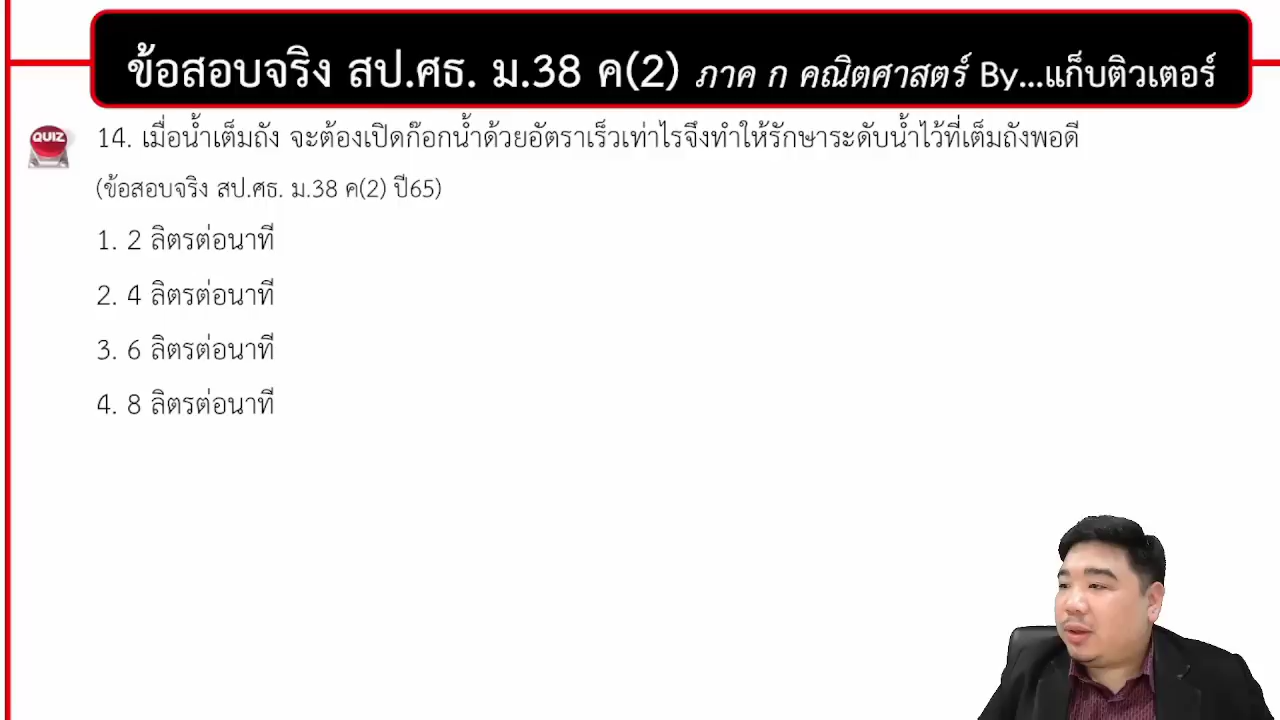 ข้อสอบจริง สป.ศธ. ม.38 ค(2) ภาค ก คณิตศาสตร์ By...แก็บติวเตอร์
QUIZ
14. เมื่อน้ำเต็มถัง จะต้องเปิดก๊อกน้ำด้วยอัตราเร็วเท่าไรจึงทำให้รักษาระดับน้ำไว้ที่เต็มถังพอดี
(ข้อสอบจริง สป.ศธ. ม.38 ค(2) ปี65)
1. 2 ลิตรต่อนาที
2. 4 ลิตรต่อนาที
3. 6 ลิตรต่อนาที
4. 8 ลิตรต่อนาที